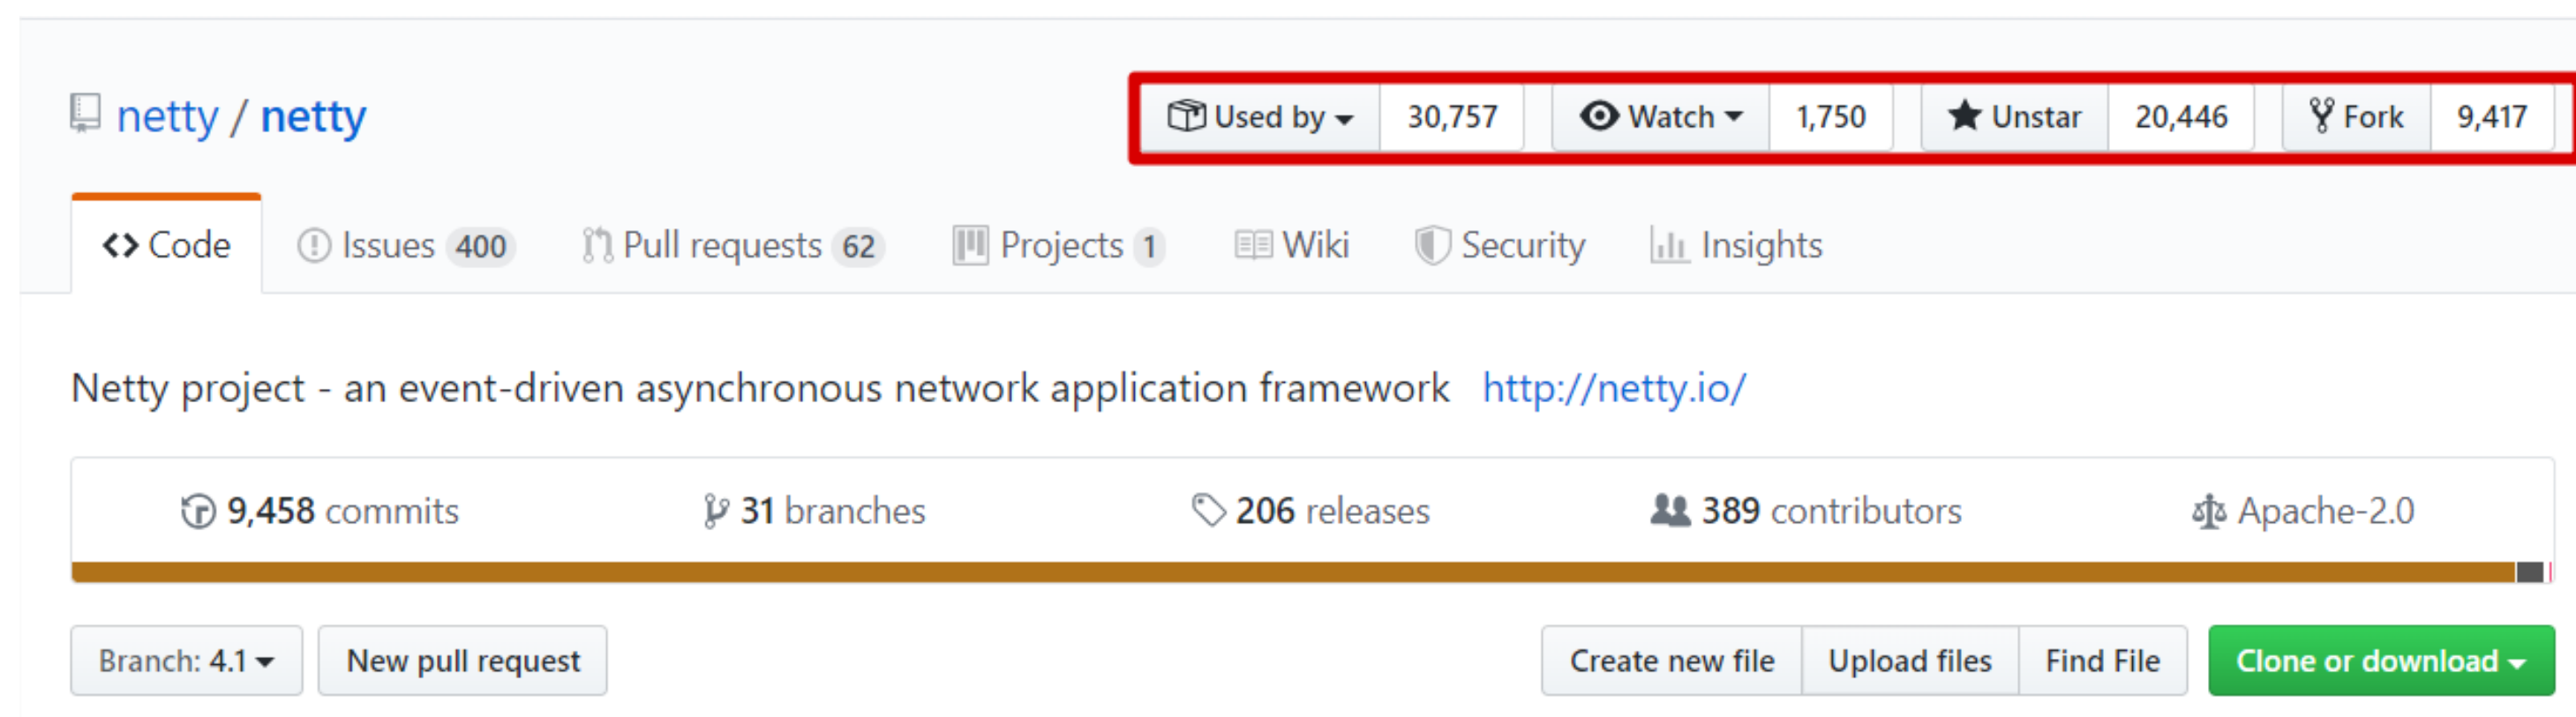 netty / netty Used by 30,757 Watch 1,750 Unstar 20,446 Fork 9,417
Code Issues 400 Pull requests 62 Projects 1 Wiki Security Insights
Netty project - an event-driven asynchronous network application framework http://netty.io/
9,458 commits 31 branches 206 releases 389 contributors Apache-2.0
Branch: 4.1 New pull request Create new file Upload files Find File Clone or download